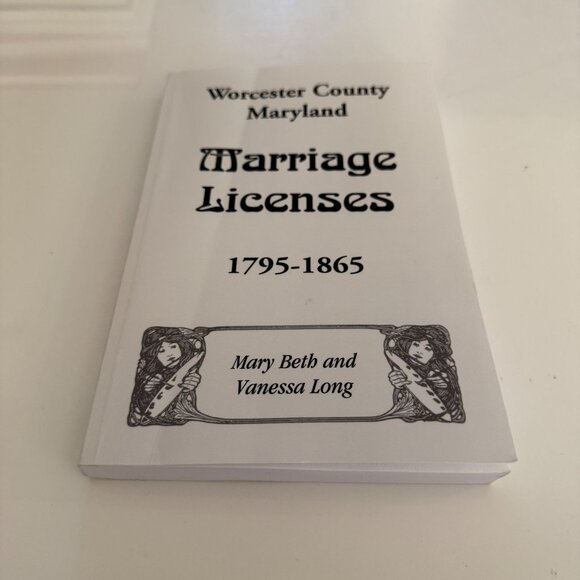 Worcester County
Maryland
Marriage
Licenses
1795-1865
Mary Beth and
Vanessa Long